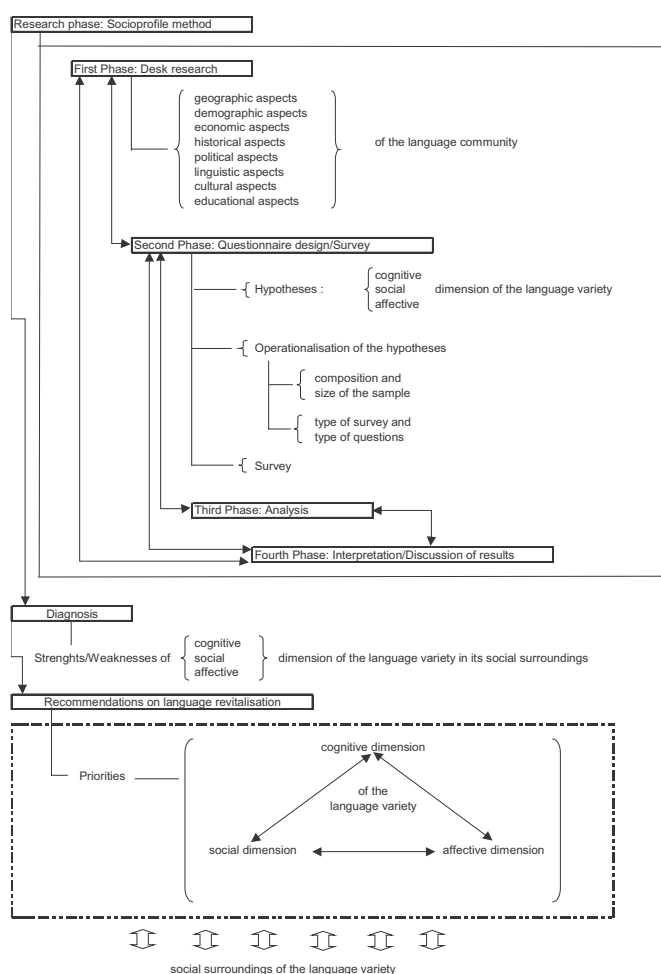 Research phase: Socioprofile method
First Phase: Desk research
geographic aspects
demographic aspects
economic aspects
historical aspects
political aspects
linguistic aspects
cultural aspects
educational aspects
of the language community
Second Phase: Questionnaire design/Survey
Hypotheses :
cognitive
social
affective
dimension of the language variety
Operationalisation of the hypotheses
composition and
size of the sample
type of survey and
type of questions
Survey
Third Phase: Analysis
Fourth Phase: Interpretation/Discussion of results
Diagnosis
Strenghts/Weaknesses of
cognitive
social
affective
dimension of the language variety in its social surroundings
Recommendations on language revitalisation
Priorities
cognitive dimension
of the
language variety
social dimension
affective dimension
social surroundings of the language variety